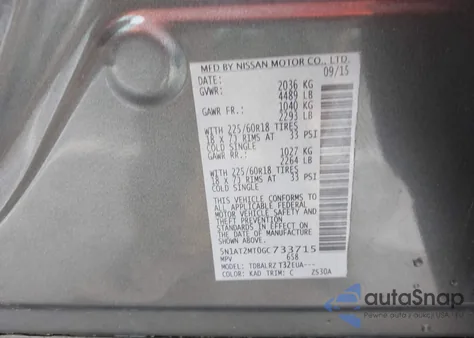 MFD BY NISSAN MOTOR CO., LTD.
DATE: 09/15
GVWR: 2036 KG
4489 LB
GAWR FR.: 1040 KG
2293 LB
WITH 225/60R18 TIRES
18 x 7J RIMS AT 33 PSI
COLD SINGLE
GAWR RR.: 1027 KG
2264 LB
WITH 225/60R18 TIRES
18 x 7J RIMS AT 33 PSI
COLD SINGLE
THIS VEHICLE CONFORMS TO
ALL APPLICABLE FEDERAL
MOTOR VEHICLE SAFETY
AND THEFT PREVENTION
STANDARDS IN EFFECT ON THE
DATE OF MANUFACTURE
SHOWN ABOVE.
5N1AT2MT0GC733715
MPV 658
COLOR: KAD TRIM: C
autoSnap